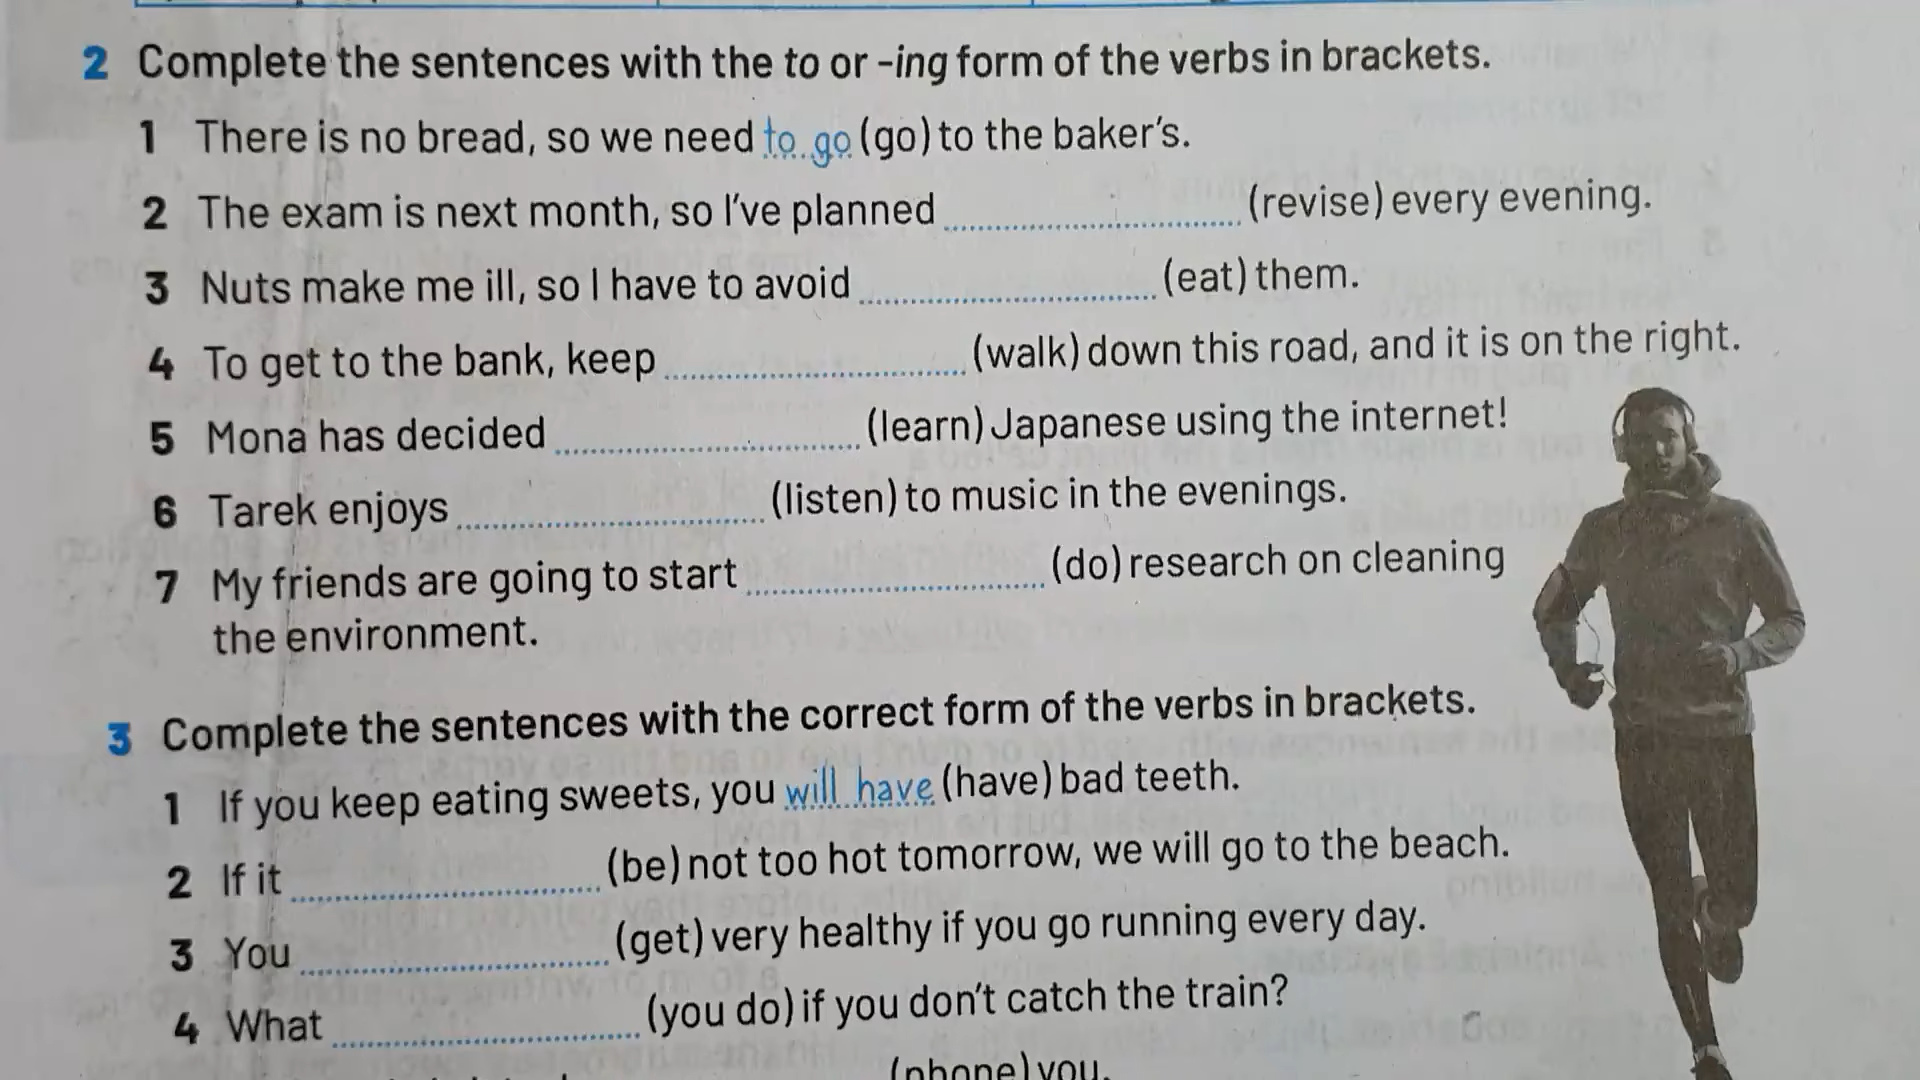 2 Complete the sentences with the to or -ing form of the verbs in brackets.
1 There is no bread, so we need to go (go) to the baker's.
2 The exam is next month, so I've planned .............................. (revise) every evening.
3 Nuts make me ill, so I have to avoid .............................. (eat) them.
4 To get to the bank, keep .............................. (walk) down this road, and it is on the right.
5 Mona has decided .............................. (learn) Japanese using the internet!
6 Tarek enjoys .............................. (listen) to music in the evenings.
7 My friends are going to start .............................. (do) research on cleaning
the environment.
3 Complete the sentences with the correct form of the verbs in brackets.
1 If you keep eating sweets, you will have (have) bad teeth.
2 If it .............................. (be) not too hot tomorrow, we will go to the beach.
3 You .............................. (get) very healthy if you go running every day.
4 What .............................. (you do) if you don't catch the train?
(phone) you.